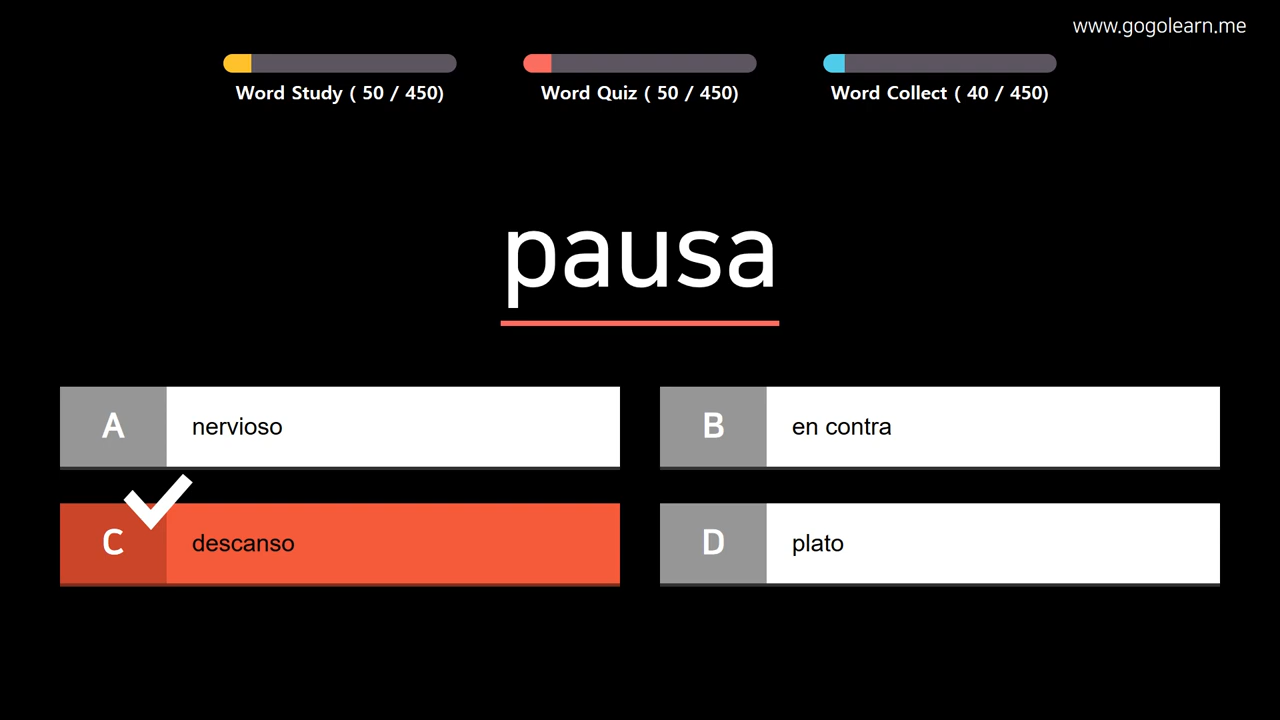 www.gogolearn.me
Word Study ( 50 / 450)
Word Quiz ( 50 / 450)
Word Collect ( 40 / 450)
pausa
A nervioso
B en contra
C descanso
D plato